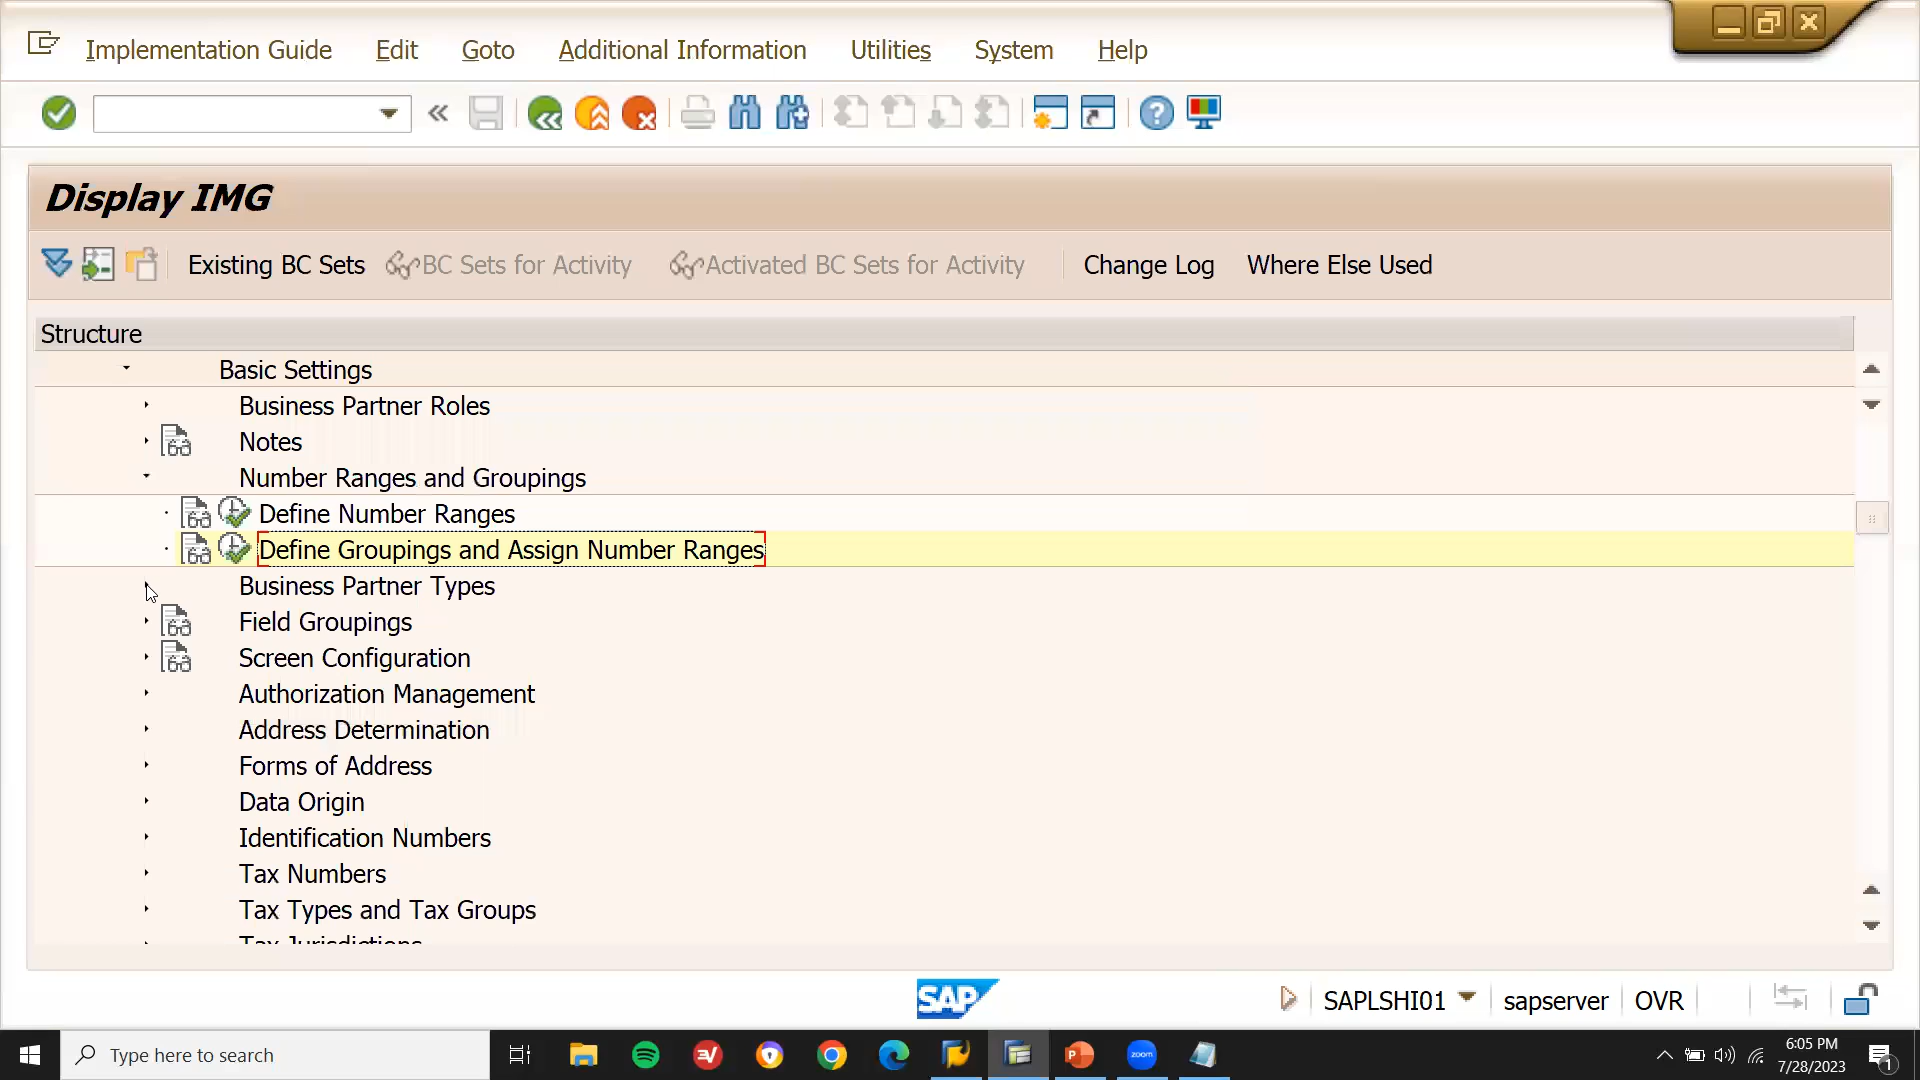 Implementation Guide Edit Goto Additional Information Utilities System Help
Display IMG
Existing BC Sets BC Sets for Activity Activated BC Sets for Activity Change Log Where Else Used
Structure
Basic Settings
Business Partner Roles
Notes
Number Ranges and Groupings
Define Number Ranges
Define Groupings and Assign Number Ranges
Business Partner Types
Field Groupings
Screen Configuration
Authorization Management
Address Determination
Forms of Address
Data Origin
Identification Numbers
Tax Numbers
Tax Types and Tax Groups
Tax Jurisdictions
SAP SAPLSHI01 sapserver OVR
Type here to search zoom 6:05 PM
7/28/2023 1